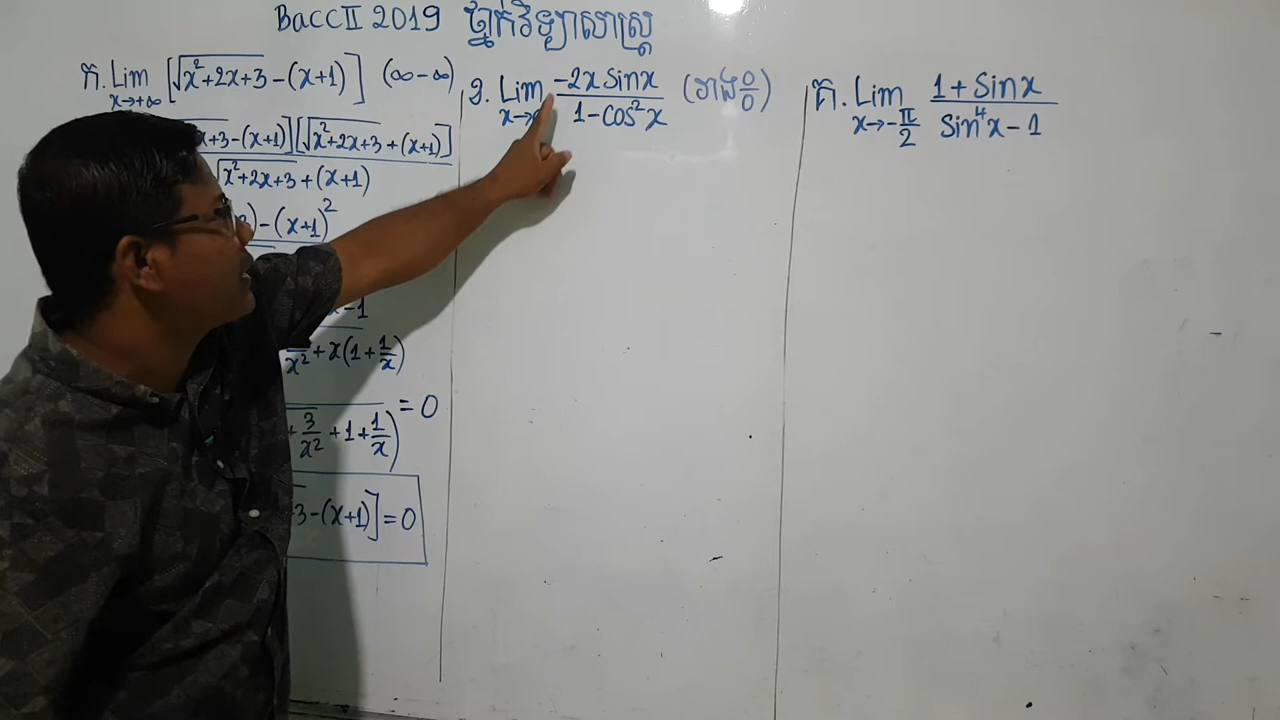 BaccII 2019 ថ្នាក់វិទ្យាសាស្ត្រ
ក. Lim x→+∞ [√(x²+2x+3) -(x+1)] (∞-∞)
x+3 -(x+1)][√(x²+2x+3) +(x+1)]
√(x²+2x+3) +(x+1)
) -(x+1)²
-1
x² + x(1+1/x)
+ 3/x² +1+ 1/x) = 0
3 -(x+1)] = 0
ខ. Lim x→ -2x Sinx / 1-Cos²x (រាង 0/0)
គ. Lim x→-π/2 1+Sinx / Sin⁴x-1